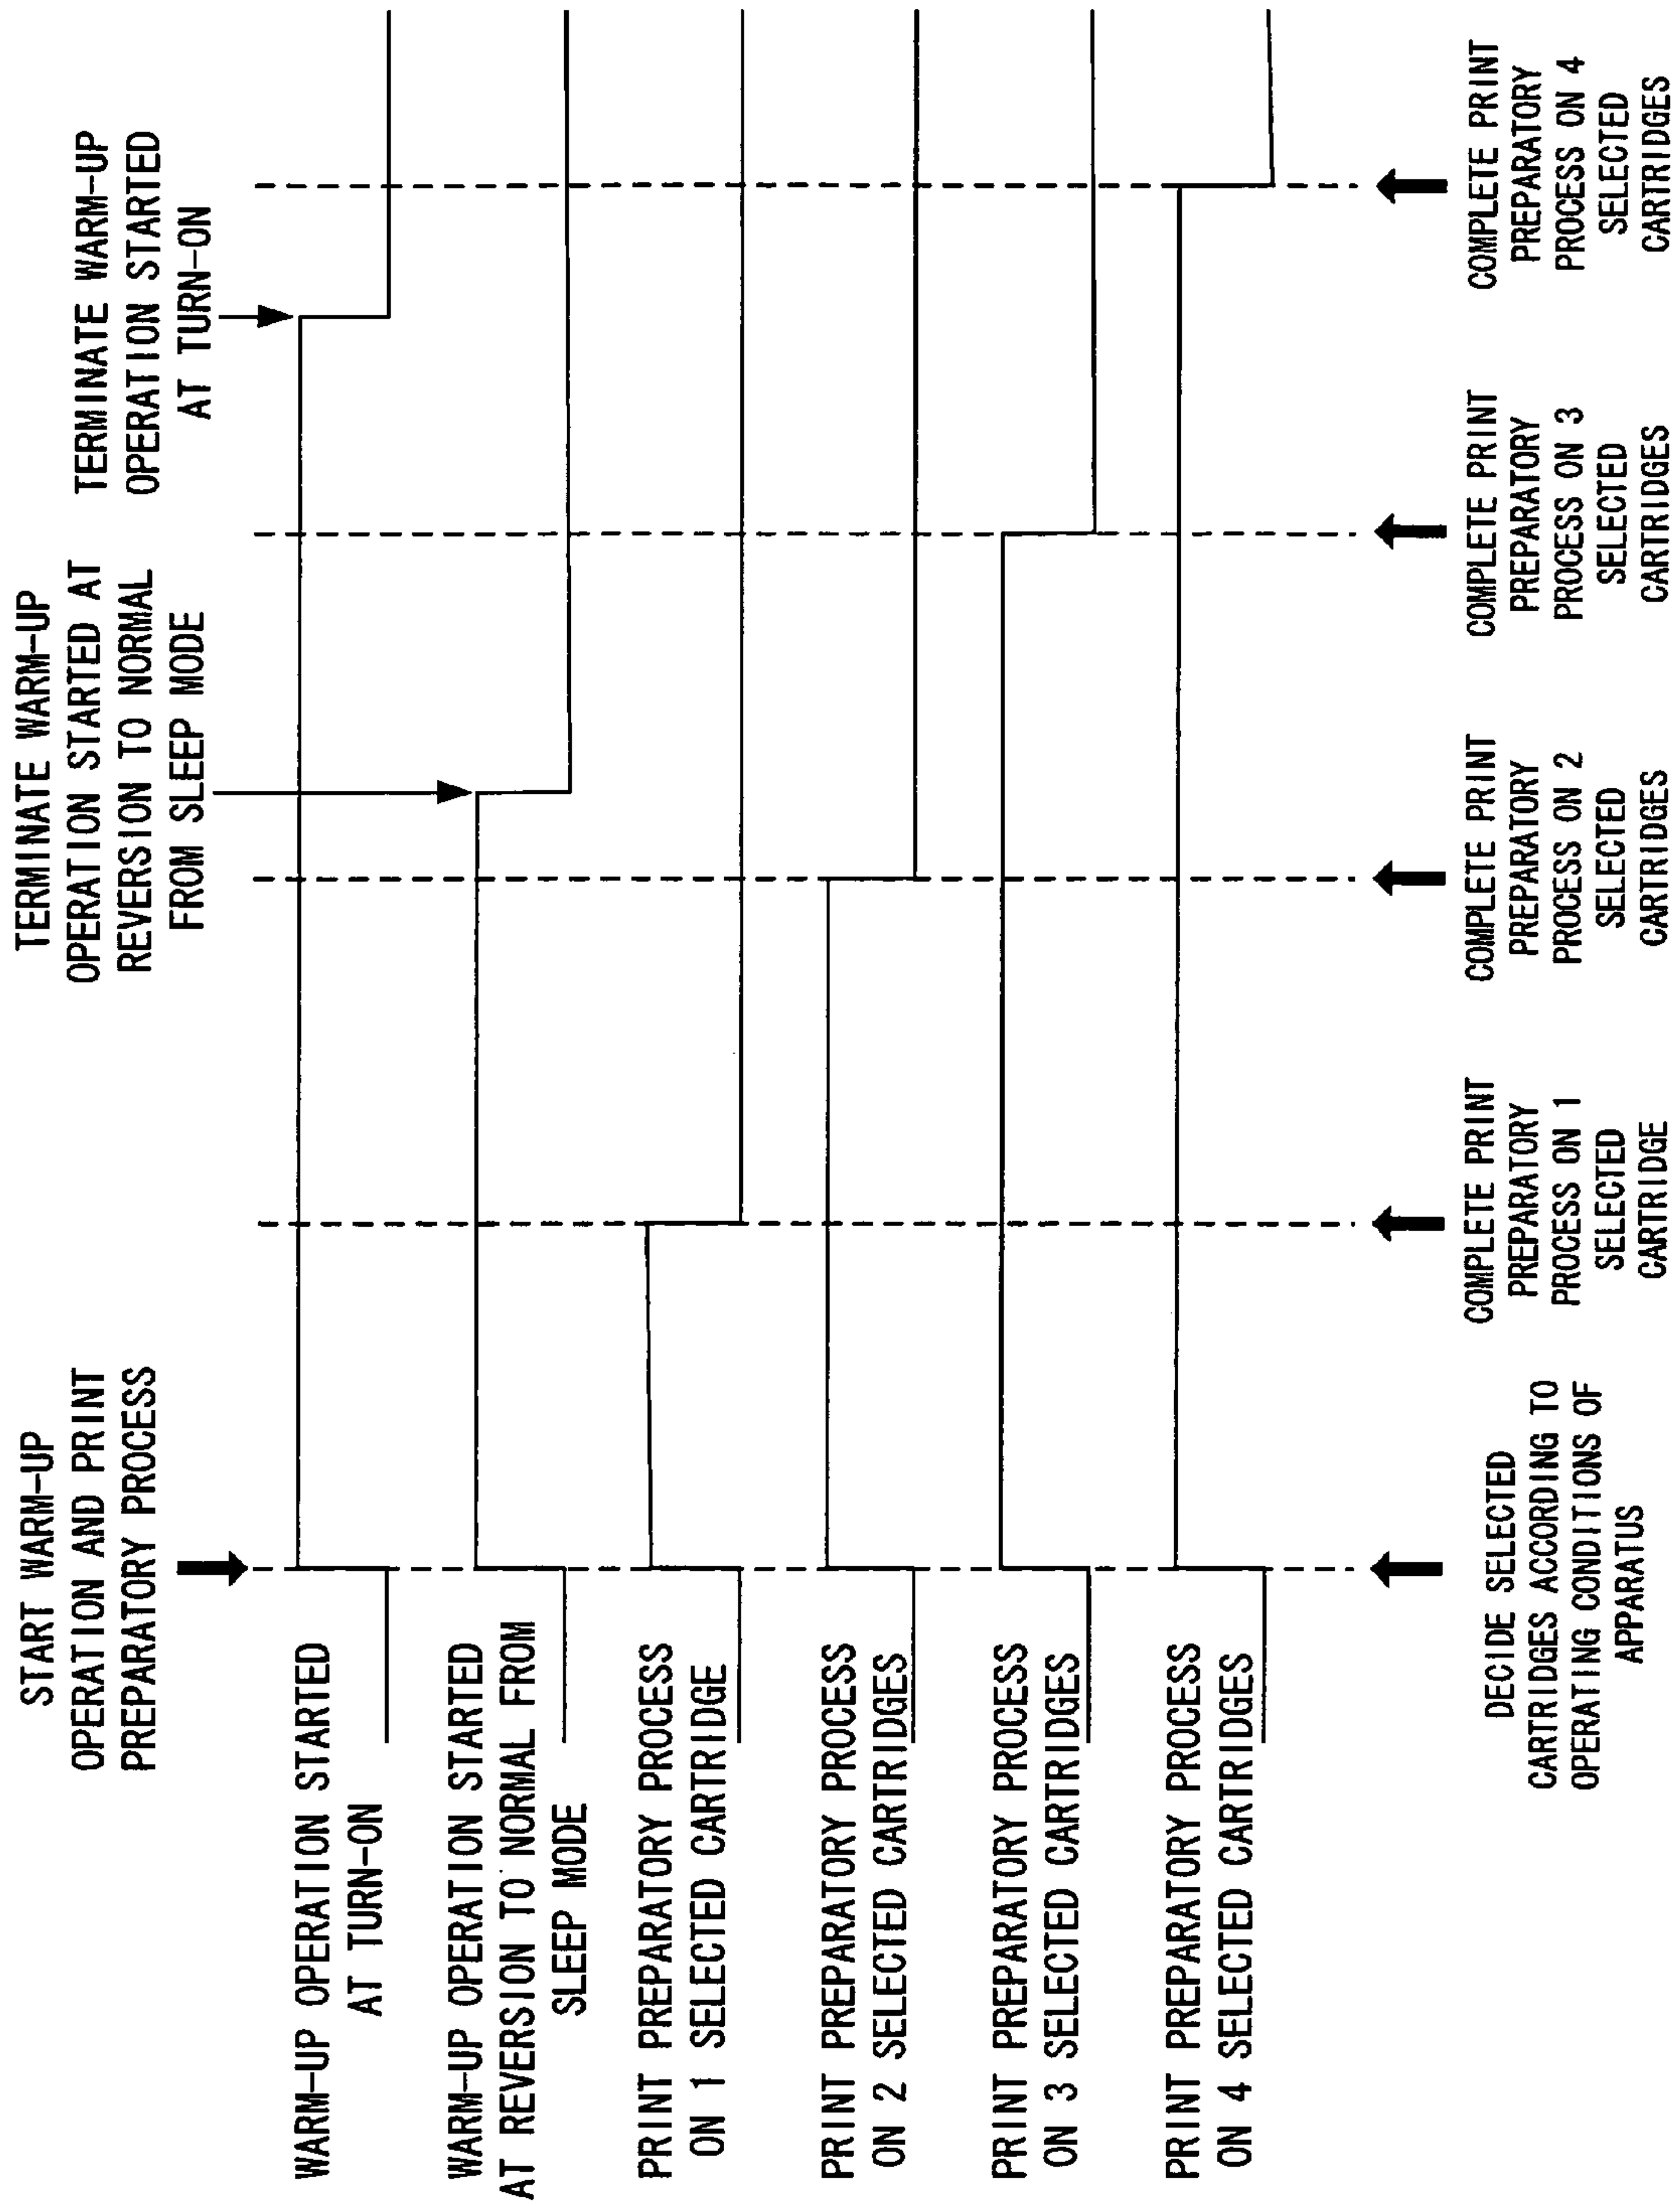 START WARM-UP
OPERATION AND PRINT
PREPARATORY PROCESS
TERMINATE WARM-UP
OPERATION STARTED AT
REVERSION TO NORMAL
FROM SLEEP MODE
TERMINATE WARM-UP
OPERATION STARTED
AT TURN-ON
WARM-UP OPERATION STARTED
AT TURN-ON
WARM-UP OPERATION STARTED
AT REVERSION TO NORMAL FROM
SLEEP MODE
PRINT PREPARATORY PROCESS
ON 1 SELECTED CARTRIDGE
PRINT PREPARATORY PROCESS
ON 2 SELECTED CARTRIDGES
PRINT PREPARATORY PROCESS
ON 3 SELECTED CARTRIDGES
PRINT PREPARATORY PROCESS
ON 4 SELECTED CARTRIDGES
DECIDE SELECTED
CARTRIDGES ACCORDING TO
OPERATING CONDITIONS OF
APPARATUS
COMPLETE PRINT
PREPARATORY
PROCESS ON 1
SELECTED
CARTRIDGE
COMPLETE PRINT
PREPARATORY
PROCESS ON 2
SELECTED
CARTRIDGES
COMPLETE PRINT
PREPARATORY
PROCESS ON 3
SELECTED
CARTRIDGES
COMPLETE PRINT
PREPARATORY
PROCESS ON 4
SELECTED
CARTRIDGES